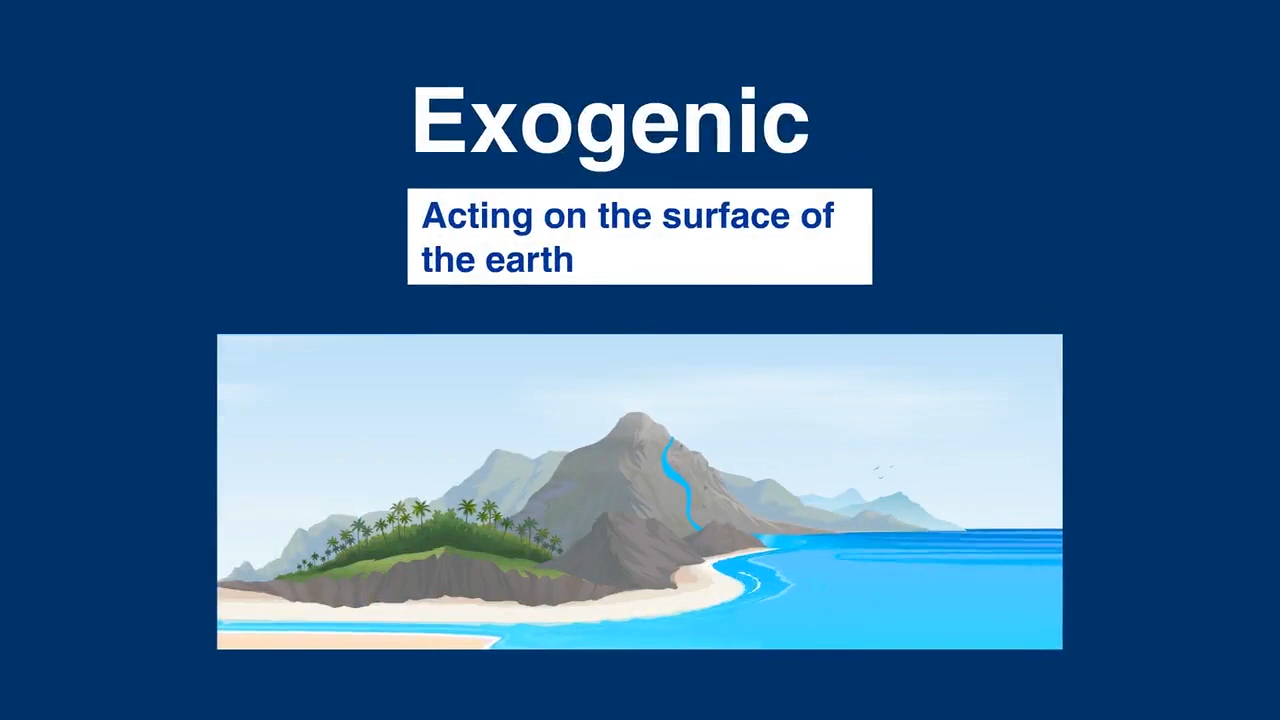 Exogenic
Acting on the surface of
the earth